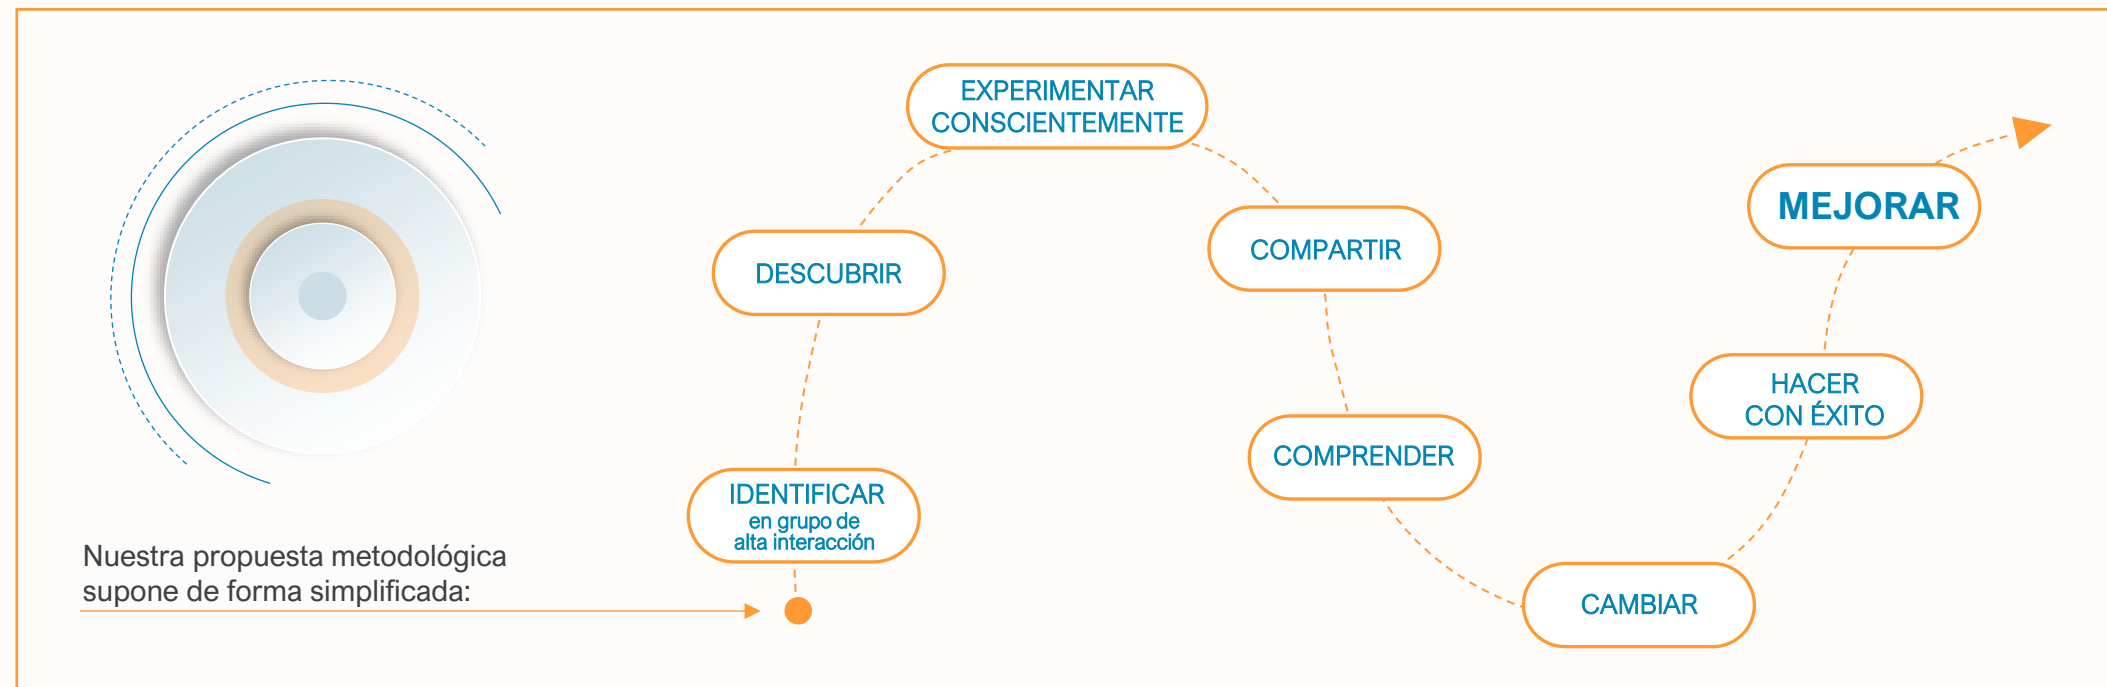 Nuestra propuesta metodológica
supone de forma simplificada:
IDENTIFICAR
en grupo de
alta interacción
DESCUBRIR
EXPERIMENTAR
CONSCIENTEMENTE
COMPARTIR
COMPRENDER
CAMBIAR
HACER
CON ÉXITO
MEJORAR